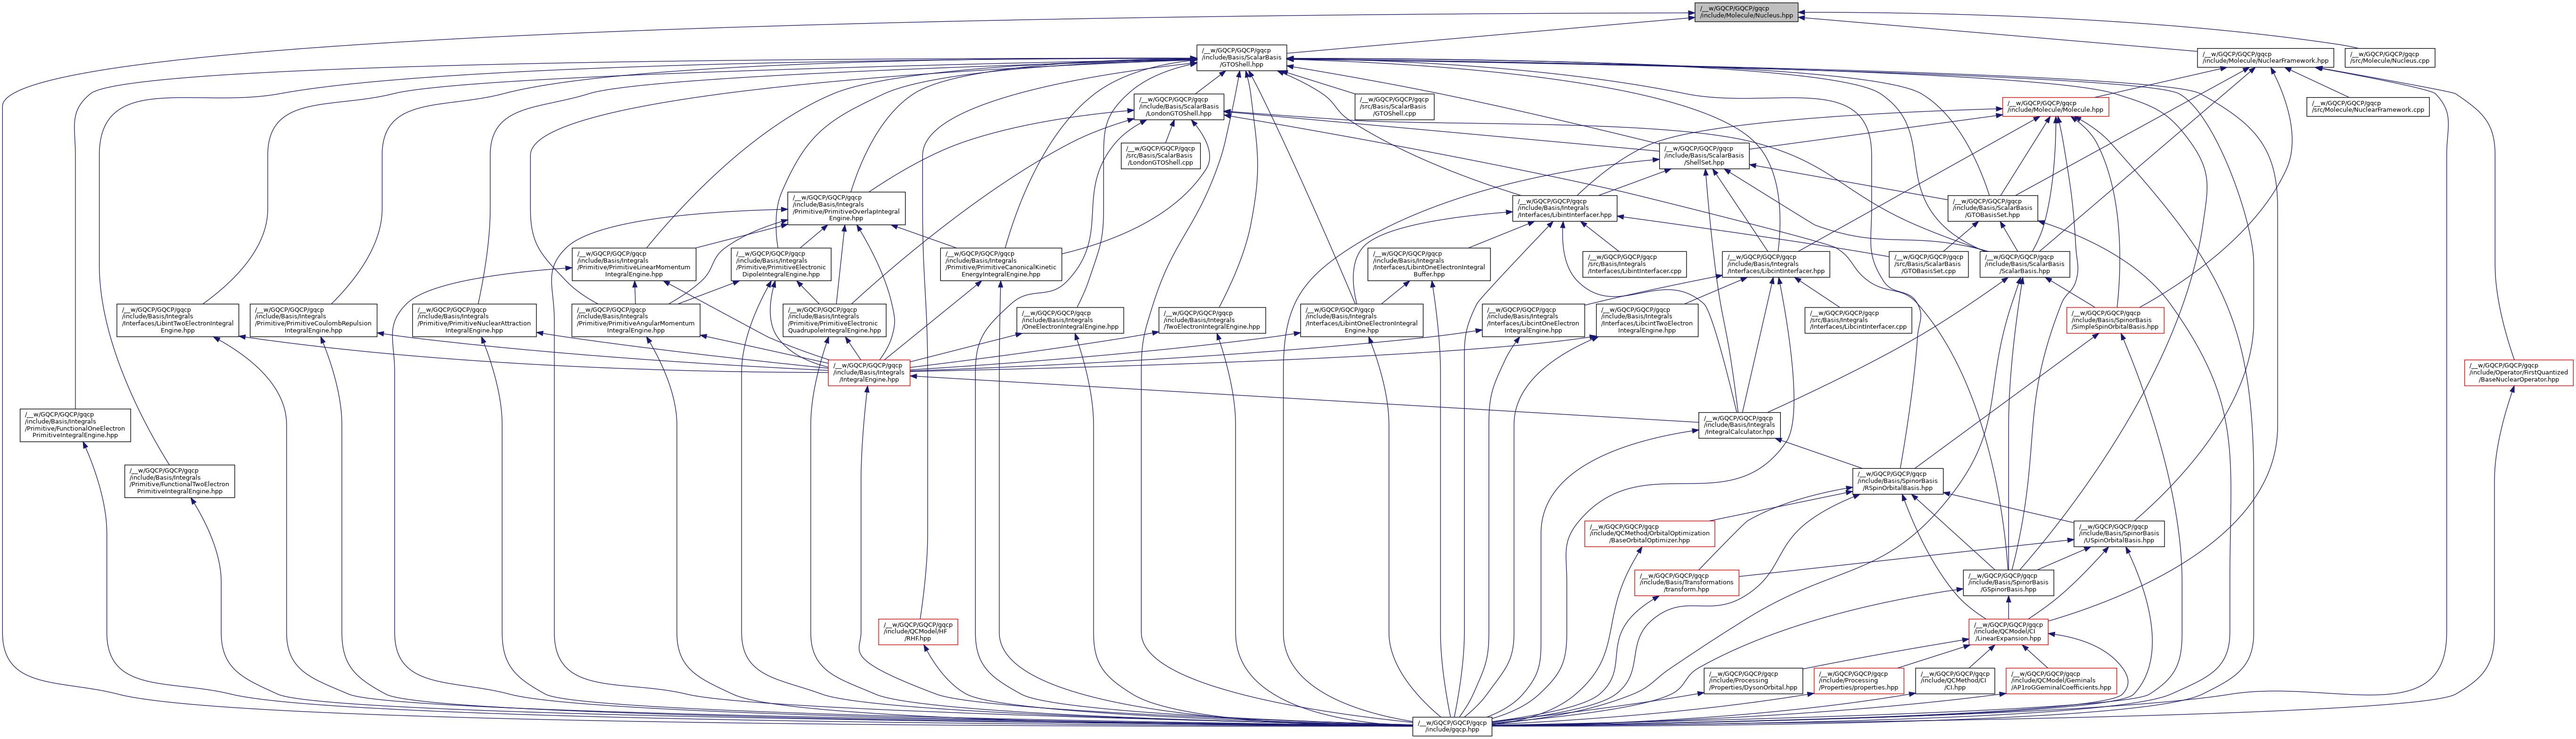 /__w/GQCP/GQCP/gqcp
/include/Molecule/Nucleus.hpp
/__w/GQCP/GQCP/gqcp
/include/Basis/ScalarBasis
/GTOShell.hpp
/__w/GQCP/GQCP/gqcp
/include/Molecule/NuclearFramework.hpp
/__w/GQCP/GQCP/gqcp
/src/Molecule/Nucleus.cpp
/__w/GQCP/GQCP/gqcp
/include/Basis/ScalarBasis
/LondonGTOShell.hpp
/__w/GQCP/GQCP/gqcp
/src/Basis/ScalarBasis
/GTOShell.cpp
/__w/GQCP/GQCP/gqcp
/include/Molecule/Molecule.hpp
/__w/GQCP/GQCP/gqcp
/src/Molecule/NuclearFramework.cpp
/__w/GQCP/GQCP/gqcp
/src/Basis/ScalarBasis
/LondonGTOShell.cpp
/__w/GQCP/GQCP/gqcp
/include/Basis/ScalarBasis
/ShellSet.hpp
/__w/GQCP/GQCP/gqcp
/include/Basis/Integrals
/Primitive/PrimitiveOverlapIntegral
Engine.hpp
/__w/GQCP/GQCP/gqcp
/include/Basis/Integrals
/Interfaces/LibintInterfacer.hpp
/__w/GQCP/GQCP/gqcp
/include/Basis/ScalarBasis
/GTOBasisSet.hpp
/__w/GQCP/GQCP/gqcp
/include/Basis/Integrals
/Primitive/PrimitiveLinearMomentum
IntegralEngine.hpp
/__w/GQCP/GQCP/gqcp
/include/Basis/Integrals
/Primitive/PrimitiveElectronic
DipoleIntegralEngine.hpp
/__w/GQCP/GQCP/gqcp
/include/Basis/Integrals
/Primitive/PrimitiveCanonicalKinetic
EnergyIntegralEngine.hpp
/__w/GQCP/GQCP/gqcp
/include/Basis/Integrals
/Interfaces/LibintOneElectronIntegral
Buffer.hpp
/__w/GQCP/GQCP/gqcp
/src/Basis/Integrals
/Interfaces/LibintInterfacer.cpp
/__w/GQCP/GQCP/gqcp
/include/Basis/Integrals
/Interfaces/LibcintInterfacer.hpp
/__w/GQCP/GQCP/gqcp
/src/Basis/ScalarBasis
/GTOBasisSet.cpp
/__w/GQCP/GQCP/gqcp
/include/Basis/ScalarBasis
/ScalarBasis.hpp
/__w/GQCP/GQCP/gqcp
/include/Basis/Integrals
/Interfaces/LibintTwoElectronIntegral
Engine.hpp
/__w/GQCP/GQCP/gqcp
/include/Basis/Integrals
/Primitive/PrimitiveCoulombRepulsion
IntegralEngine.hpp
/__w/GQCP/GQCP/gqcp
/include/Basis/Integrals
/Primitive/PrimitiveNuclearAttraction
IntegralEngine.hpp
/__w/GQCP/GQCP/gqcp
/include/Basis/Integrals
/Primitive/PrimitiveAngularMomentum
IntegralEngine.hpp
/__w/GQCP/GQCP/gqcp
/include/Basis/Integrals
/Primitive/PrimitiveElectronic
QuadrupoleIntegralEngine.hpp
/__w/GQCP/GQCP/gqcp
/include/Basis/Integrals
/OneElectronIntegralEngine.hpp
/__w/GQCP/GQCP/gqcp
/include/Basis/Integrals
/TwoElectronIntegralEngine.hpp
/__w/GQCP/GQCP/gqcp
/include/Basis/Integrals
/Interfaces/LibintOneElectronIntegral
Engine.hpp
/__w/GQCP/GQCP/gqcp
/include/Basis/Integrals
/Interfaces/LibcintOneElectron
IntegralEngine.hpp
/__w/GQCP/GQCP/gqcp
/include/Basis/Integrals
/Interfaces/LibcintTwoElectron
IntegralEngine.hpp
/__w/GQCP/GQCP/gqcp
/src/Basis/Integrals
/Interfaces/LibcintInterfacer.cpp
/__w/GQCP/GQCP/gqcp
/include/Basis/SpinorBasis
/SimpleSpinOrbitalBasis.hpp
/__w/GQCP/GQCP/gqcp
/include/Basis/Integrals
/IntegralEngine.hpp
/__w/GQCP/GQCP/gqcp
/include/Operator/FirstQuantized
/BaseNuclearOperator.hpp
/__w/GQCP/GQCP/gqcp
/include/Basis/Integrals
/Primitive/FunctionalOneElectron
PrimitiveIntegralEngine.hpp
/__w/GQCP/GQCP/gqcp
/include/Basis/Integrals
/IntegralCalculator.hpp
/__w/GQCP/GQCP/gqcp
/include/Basis/Integrals
/Primitive/FunctionalTwoElectron
PrimitiveIntegralEngine.hpp
/__w/GQCP/GQCP/gqcp
/include/Basis/SpinorBasis
/RSpinOrbitalBasis.hpp
/__w/GQCP/GQCP/gqcp
/include/QCMethod/OrbitalOptimization
/BaseOrbitalOptimizer.hpp
/__w/GQCP/GQCP/gqcp
/include/Basis/SpinorBasis
/USpinOrbitalBasis.hpp
/__w/GQCP/GQCP/gqcp
/include/Basis/Transformations
/transform.hpp
/__w/GQCP/GQCP/gqcp
/include/Basis/SpinorBasis
/GSpinorBasis.hpp
/__w/GQCP/GQCP/gqcp
/include/QCModel/HF
/RHF.hpp
/__w/GQCP/GQCP/gqcp
/include/QCModel/CI
/LinearExpansion.hpp
/__w/GQCP/GQCP/gqcp
/include/Processing
/Properties/DysonOrbital.hpp
/__w/GQCP/GQCP/gqcp
/include/Processing
/Properties/properties.hpp
/__w/GQCP/GQCP/gqcp
/include/QCMethod/CI
/CI.hpp
/__w/GQCP/GQCP/gqcp
/include/QCModel/Geminals
/AP1roGGeminalCoefficients.hpp
/__w/GQCP/GQCP/gqcp
/include/gqcp.hpp